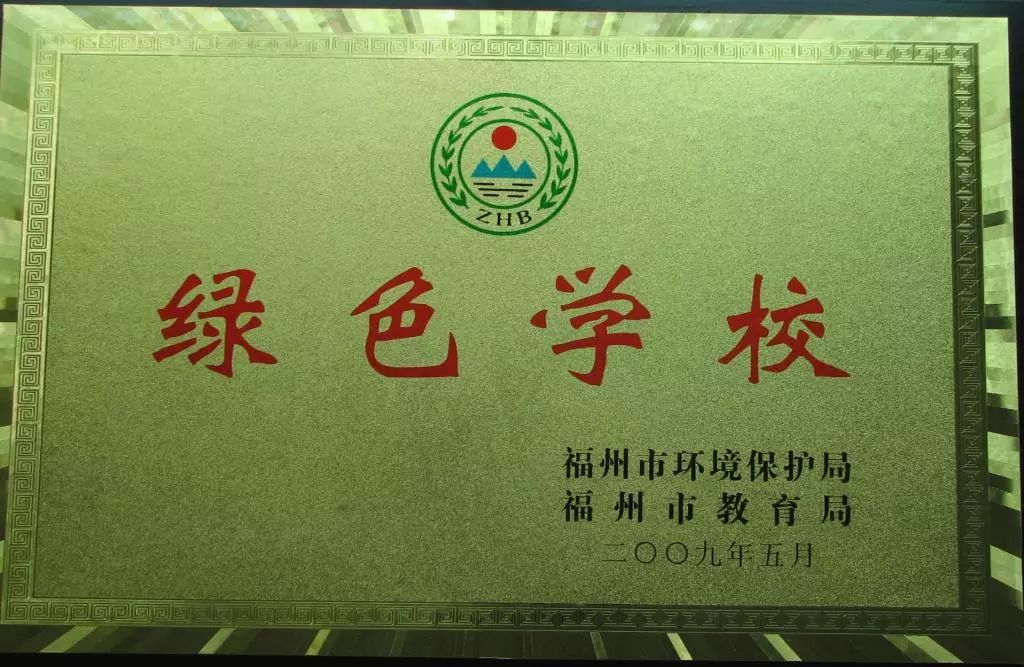 ZHB
绿色学校
福州市环境保护局
福州市教育局
二〇〇九年五月